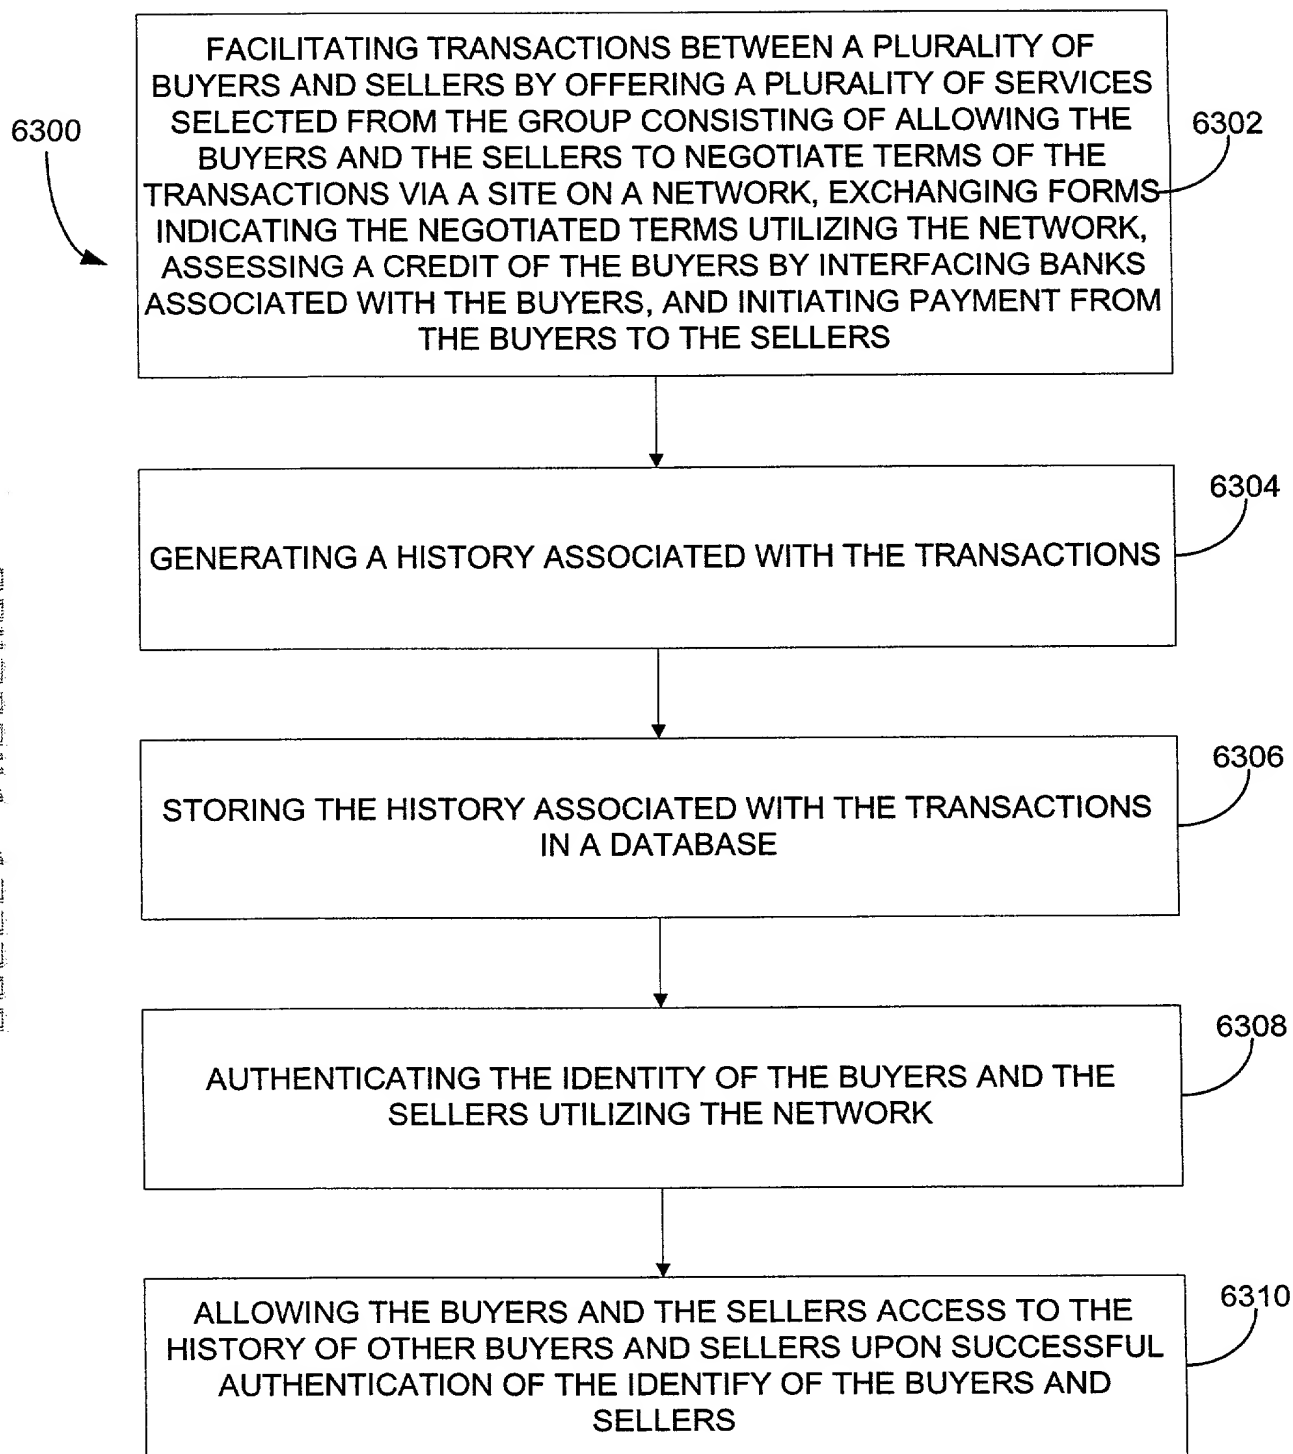 FACILITATING TRANSACTIONS BETWEEN A PLURALITY OF
BUYERS AND SELLERS BY OFFERING A PLURALITY OF SERVICES
SELECTED FROM THE GROUP CONSISTING OF ALLOWING THE
BUYERS AND THE SELLERS TO NEGOTIATE TERMS OF THE
TRANSACTIONS VIA A SITE ON A NETWORK, EXCHANGING FORMS
INDICATING THE NEGOTIATED TERMS UTILIZING THE NETWORK,
ASSESSING A CREDIT OF THE BUYERS BY INTERFACING BANKS
ASSOCIATED WITH THE BUYERS, AND INITIATING PAYMENT FROM
THE BUYERS TO THE SELLERS
6300
6302
GENERATING A HISTORY ASSOCIATED WITH THE TRANSACTIONS
6304
STORING THE HISTORY ASSOCIATED WITH THE TRANSACTIONS
IN A DATABASE
6306
AUTHENTICATING THE IDENTITY OF THE BUYERS AND THE
SELLERS UTILIZING THE NETWORK
6308
ALLOWING THE BUYERS AND THE SELLERS ACCESS TO THE
HISTORY OF OTHER BUYERS AND SELLERS UPON SUCCESSFUL
AUTHENTICATION OF THE IDENTIFY OF THE BUYERS AND
SELLERS
6310